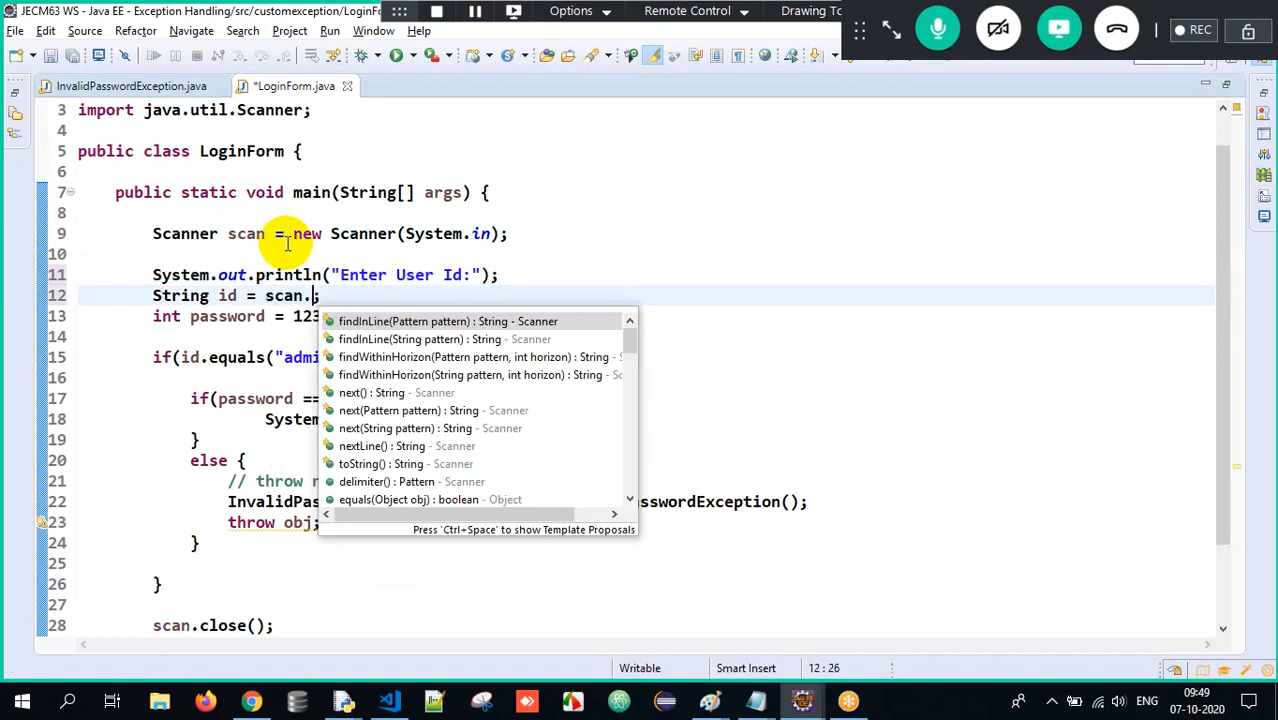 JECM63 WS - Java EE - Exception Handling/src/customexception/LoginFo
Options
Remote Control
Drawing To
REC
File Edit Source Refactor Navigate Search Project Run Window Help
InvalidPasswordException.java
*LoginForm.java
3 import java.util.Scanner;
4
5 public class LoginForm {
6
7 public static void main(String[] args) {
8
9 Scanner scan = new Scanner(System.in);
10
11 System.out.println("Enter User Id:");
12 String id = scan.;
13 int password = 123
14
15 if(id.equals("admi
16
17 if(password ==
18 System
19 }
20 else {
21 // throw n
22 InvalidPas asswordException();
23 throw obj;
24 }
25
26 }
27
28 scan.close();
findInLine(Pattern pattern) : String - Scanner
findInLine(String pattern) : String - Scanner
findWithinHorizon(Pattern pattern, int horizon) : String - S
findWithinHorizon(String pattern, int horizon) : String - Sc
next() : String - Scanner
next(Pattern pattern) : String - Scanner
next(String pattern) : String - Scanner
nextLine() : String - Scanner
toString() : String - Scanner
delimiter() : Pattern - Scanner
equals(Object obj) : boolean - Object
Press 'Ctrl+Space' to show Template Proposals
Writable
Smart Insert
12 : 26
ENG
09:49
07-10-2020